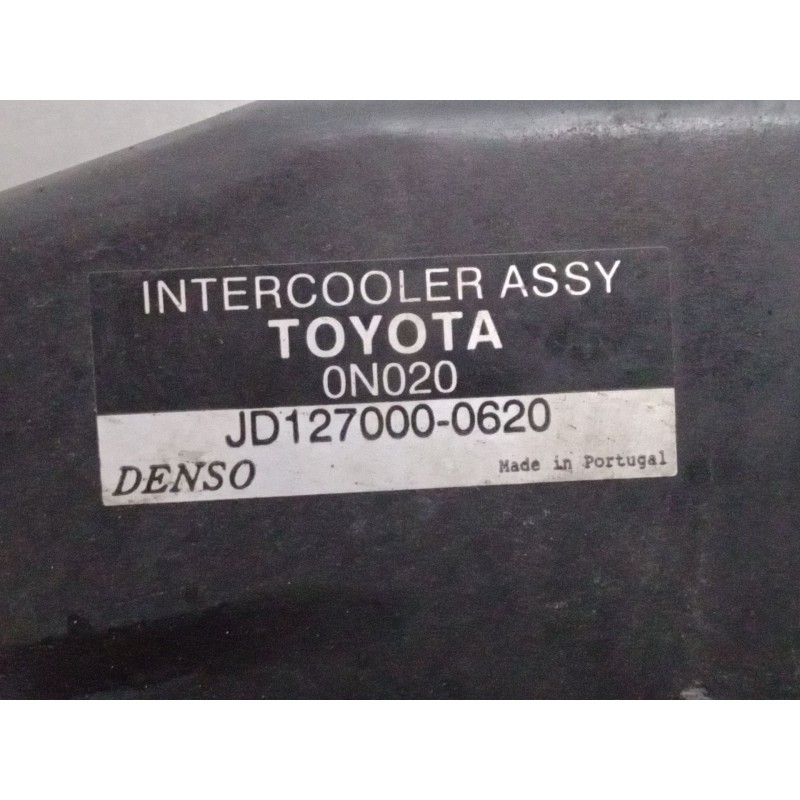 INTERCOOLER ASSY
TOYOTA
0N020
JD127000-0620
DENSO Made in Portugal